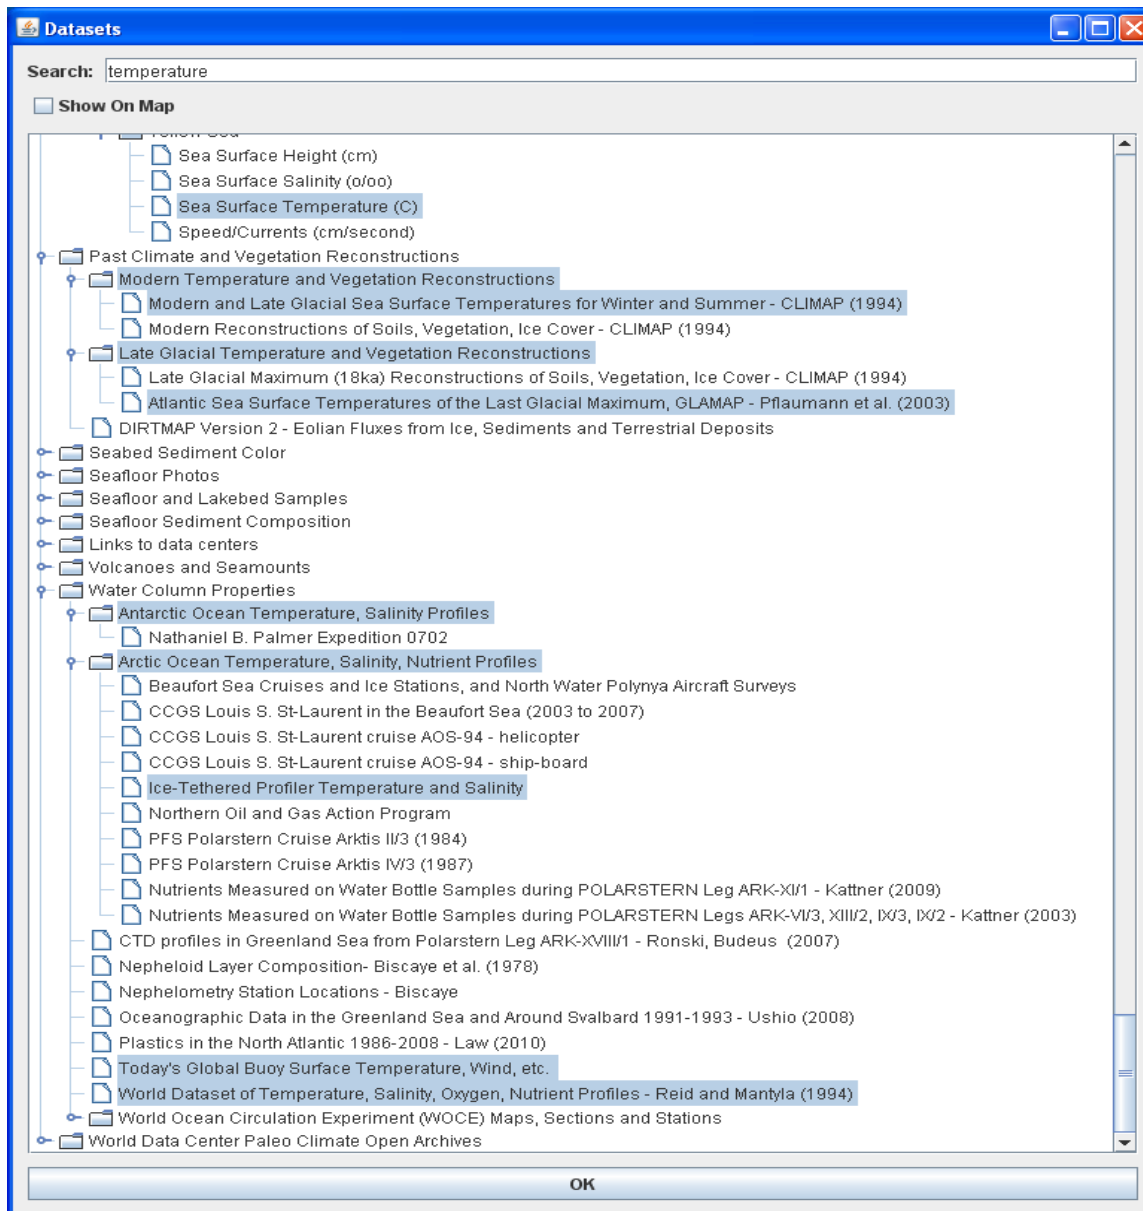 Datasets
Search: temperature
Show On Map
Sea Surface Height (cm)
Sea Surface Salinity (o/oo)
Sea Surface Temperature (C)
Speed/Currents (cm/second)
Past Climate and Vegetation Reconstructions
Modern Temperature and Vegetation Reconstructions
Modern and Late Glacial Sea Surface Temperatures for Winter and Summer - CLIMAP (1994)
Modern Reconstructions of Soils, Vegetation, Ice Cover - CLIMAP (1994)
Late Glacial Temperature and Vegetation Reconstructions
Late Glacial Maximum (18ka) Reconstructions of Soils, Vegetation, Ice Cover - CLIMAP (1994)
Atlantic Sea Surface Temperatures of the Last Glacial Maximum, GLAMAP - Pflaumann et al. (2003)
DIRTMAP Version 2 - Eolian Fluxes from Ice, Sediments and Terrestrial Deposits
Seabed Sediment Color
Seafloor Photos
Seafloor and Lakebed Samples
Seafloor Sediment Composition
Links to data centers
Volcanoes and Seamounts
Water Column Properties
Antarctic Ocean Temperature, Salinity Profiles
Nathaniel B. Palmer Expedition 0702
Arctic Ocean Temperature, Salinity, Nutrient Profiles
Beaufort Sea Cruises and Ice Stations, and North Water Polynya Aircraft Surveys
CCGS Louis S. St-Laurent in the Beaufort Sea (2003 to 2007)
CCGS Louis S. St-Laurent cruise AOS-94 - helicopter
CCGS Louis S. St-Laurent cruise AOS-94 - ship-board
Ice-Tethered Profiler Temperature and Salinity
Northern Oil and Gas Action Program
PFS Polarstern Cruise Arktis II/3 (1984)
PFS Polarstern Cruise Arktis IV/3 (1987)
Nutrients Measured on Water Bottle Samples during POLARSTERN Leg ARK-XI/1 - Kattner (2009)
Nutrients Measured on Water Bottle Samples during POLARSTERN Legs ARK-VI/3, XIII/2, IX/3, IX/2 - Kattner (2003)
CTD profiles in Greenland Sea from Polarstern Leg ARK-XVIII/1 - Ronski, Budeus (2007)
Nepheloid Layer Composition- Biscaye et al. (1978)
Nephelometry Station Locations - Biscaye
Oceanographic Data in the Greenland Sea and Around Svalbard 1991-1993 - Ushio (2008)
Plastics in the North Atlantic 1986-2008 - Law (2010)
Today's Global Buoy Surface Temperature, Wind, etc.
World Dataset of Temperature, Salinity, Oxygen, Nutrient Profiles - Reid and Mantyla (1994)
World Ocean Circulation Experiment (WOCE) Maps, Sections and Stations
World Data Center Paleo Climate Open Archives
OK